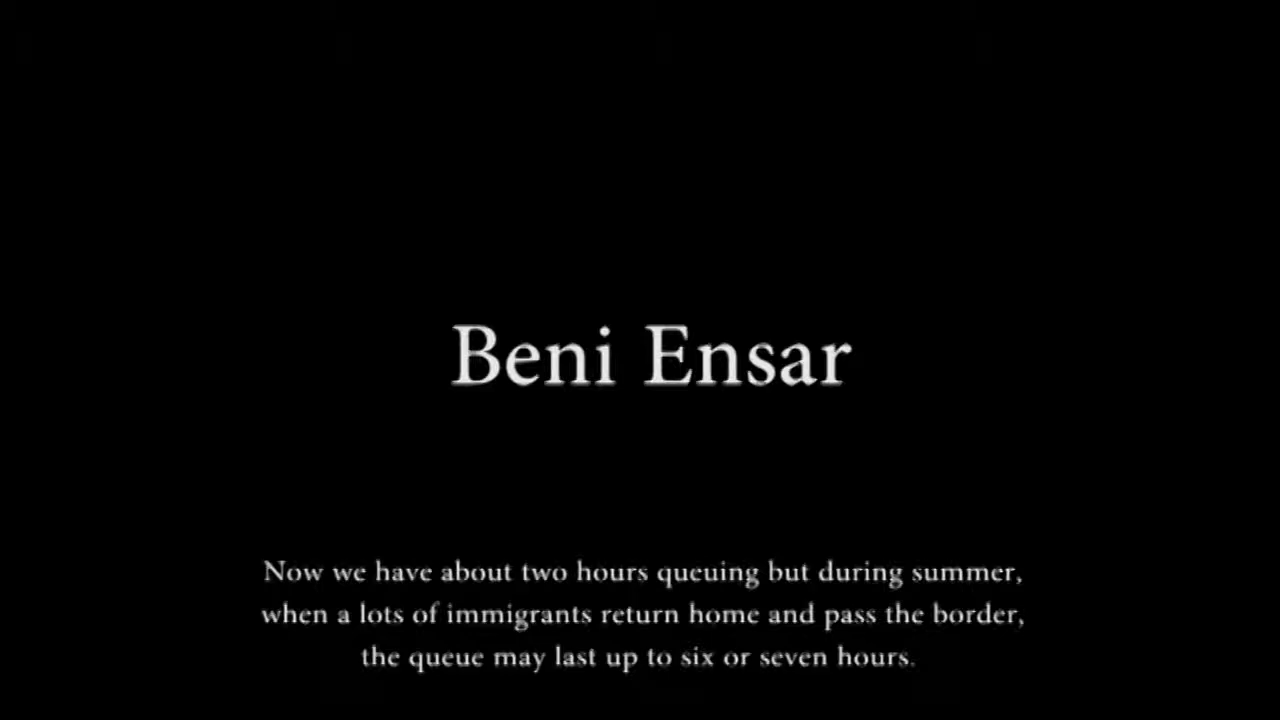 Beni Ensar
Now we have about two hours queuing but during summer,
when a lots of immigrants return home and pass the border,
the queue may last up to six or seven hours.